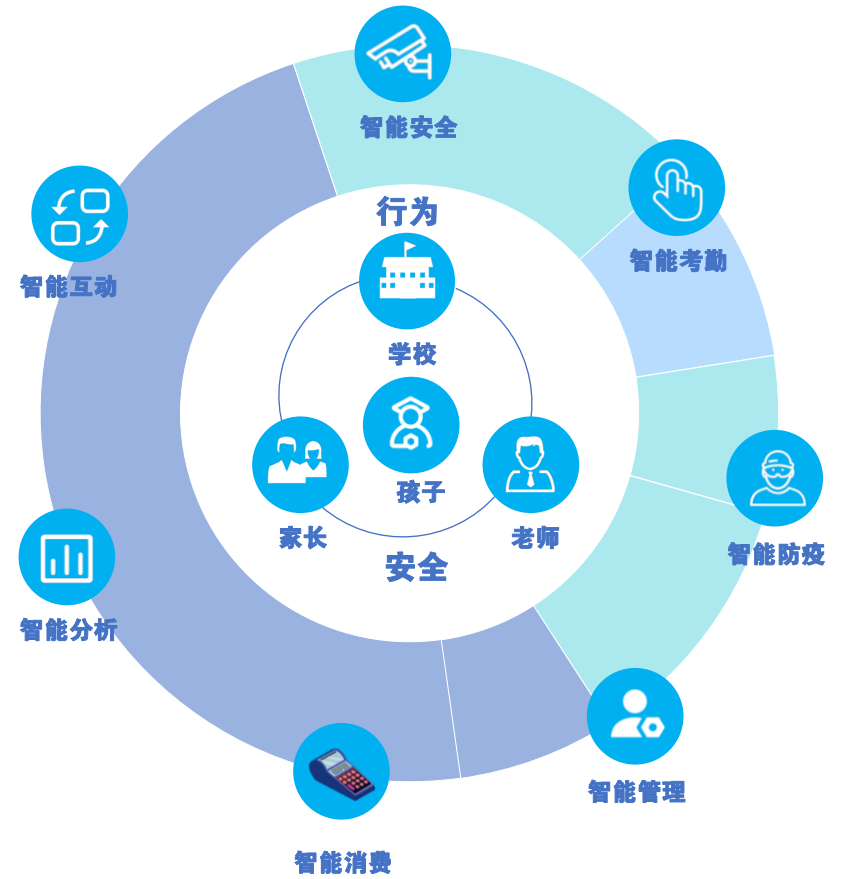 智能安全
行为
智能考勤
智能互动
学校
孩子
家长
老师
安全
智能防疫
智能分析
智能管理
智能消费